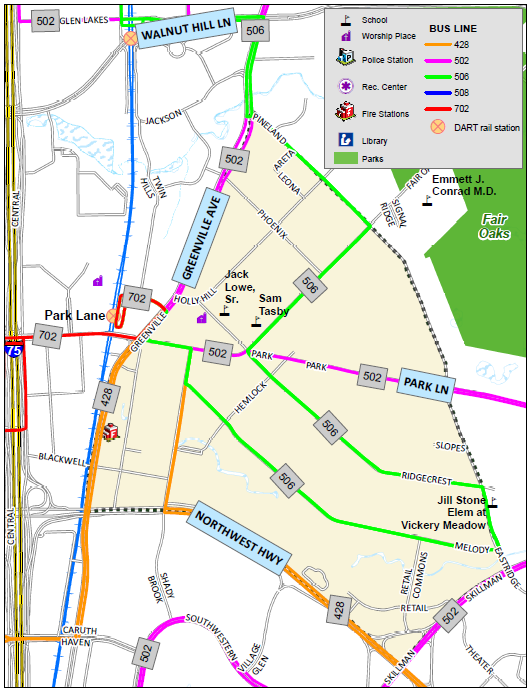 502
GLEN LAKES
WALNUT HILL LN
506
School
Worship Place
Police Station
Rec. Center
Fire Stations
Library
Parks
BUS LINE
428
502
506
508
702
DART rail station
JACKSON
PINELAND
ARETA
LEONA
502
TWIN
HILLS
CENTRAL
PHOENIX
GREENVILLE AVE
SIGNAL
RIDGE
FAIR O
Emmett J.
Conrad M.D.
Fair
Oaks
Jack
Lowe,
Sr.
Sam
Tasby
HOLLY HILL
506
702
Park Lane
GREENVILLE
702
75
502
PARK
PARK
502
PARK LN
428
HEMLOCK
506
SLOPES
BLACKWELL
506
RIDGECREST
Jill Stone
Elem at
Vickery Meadow
CENTRAL
NORTHWEST HWY
MELODY
EASTRIDGE
RETAIL
COMMONS
SHADY
BROOK
428
RETAIL
SKILLMAN
502
CARUTH
HAVEN
502
SOUTHWESTERN
VILLAGE
GLEN
SKILLMAN
THEATER